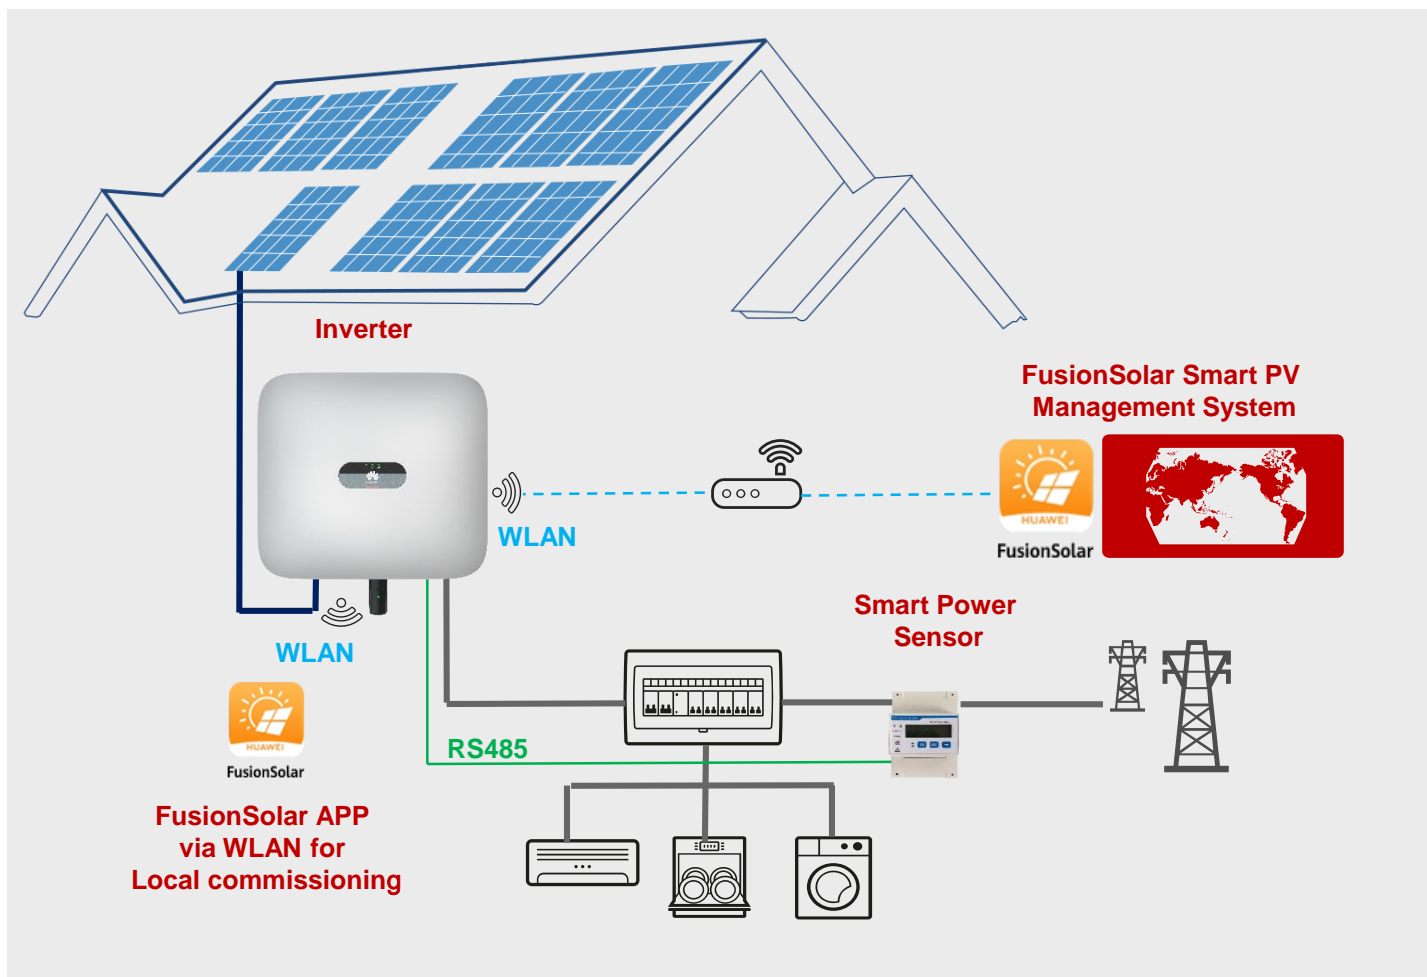 Inverter
FusionSolar Smart PV
Management System
WLAN
HUAWEI
FusionSolar
Smart Power
Sensor
WLAN
HUAWEI
FusionSolar
RS485
FusionSolar APP
via WLAN for
Local commissioning